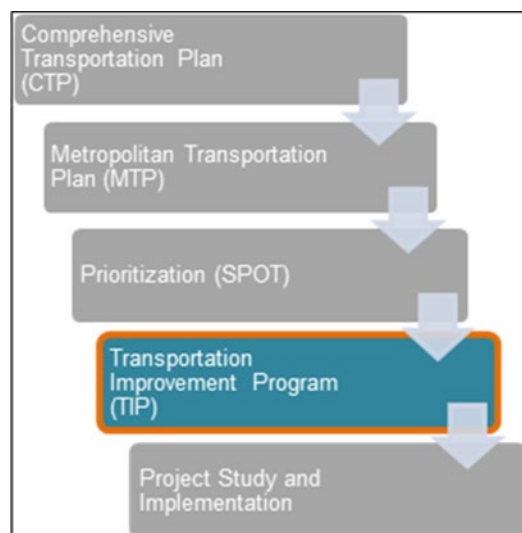 Comprehensive
Transportation Plan
(CTP)
Metropolitan Transportation
Plan (MTP)
Prioritization (SPOT)
Transportation
Improvement Program
(TIP)
Project Study and
Implementation